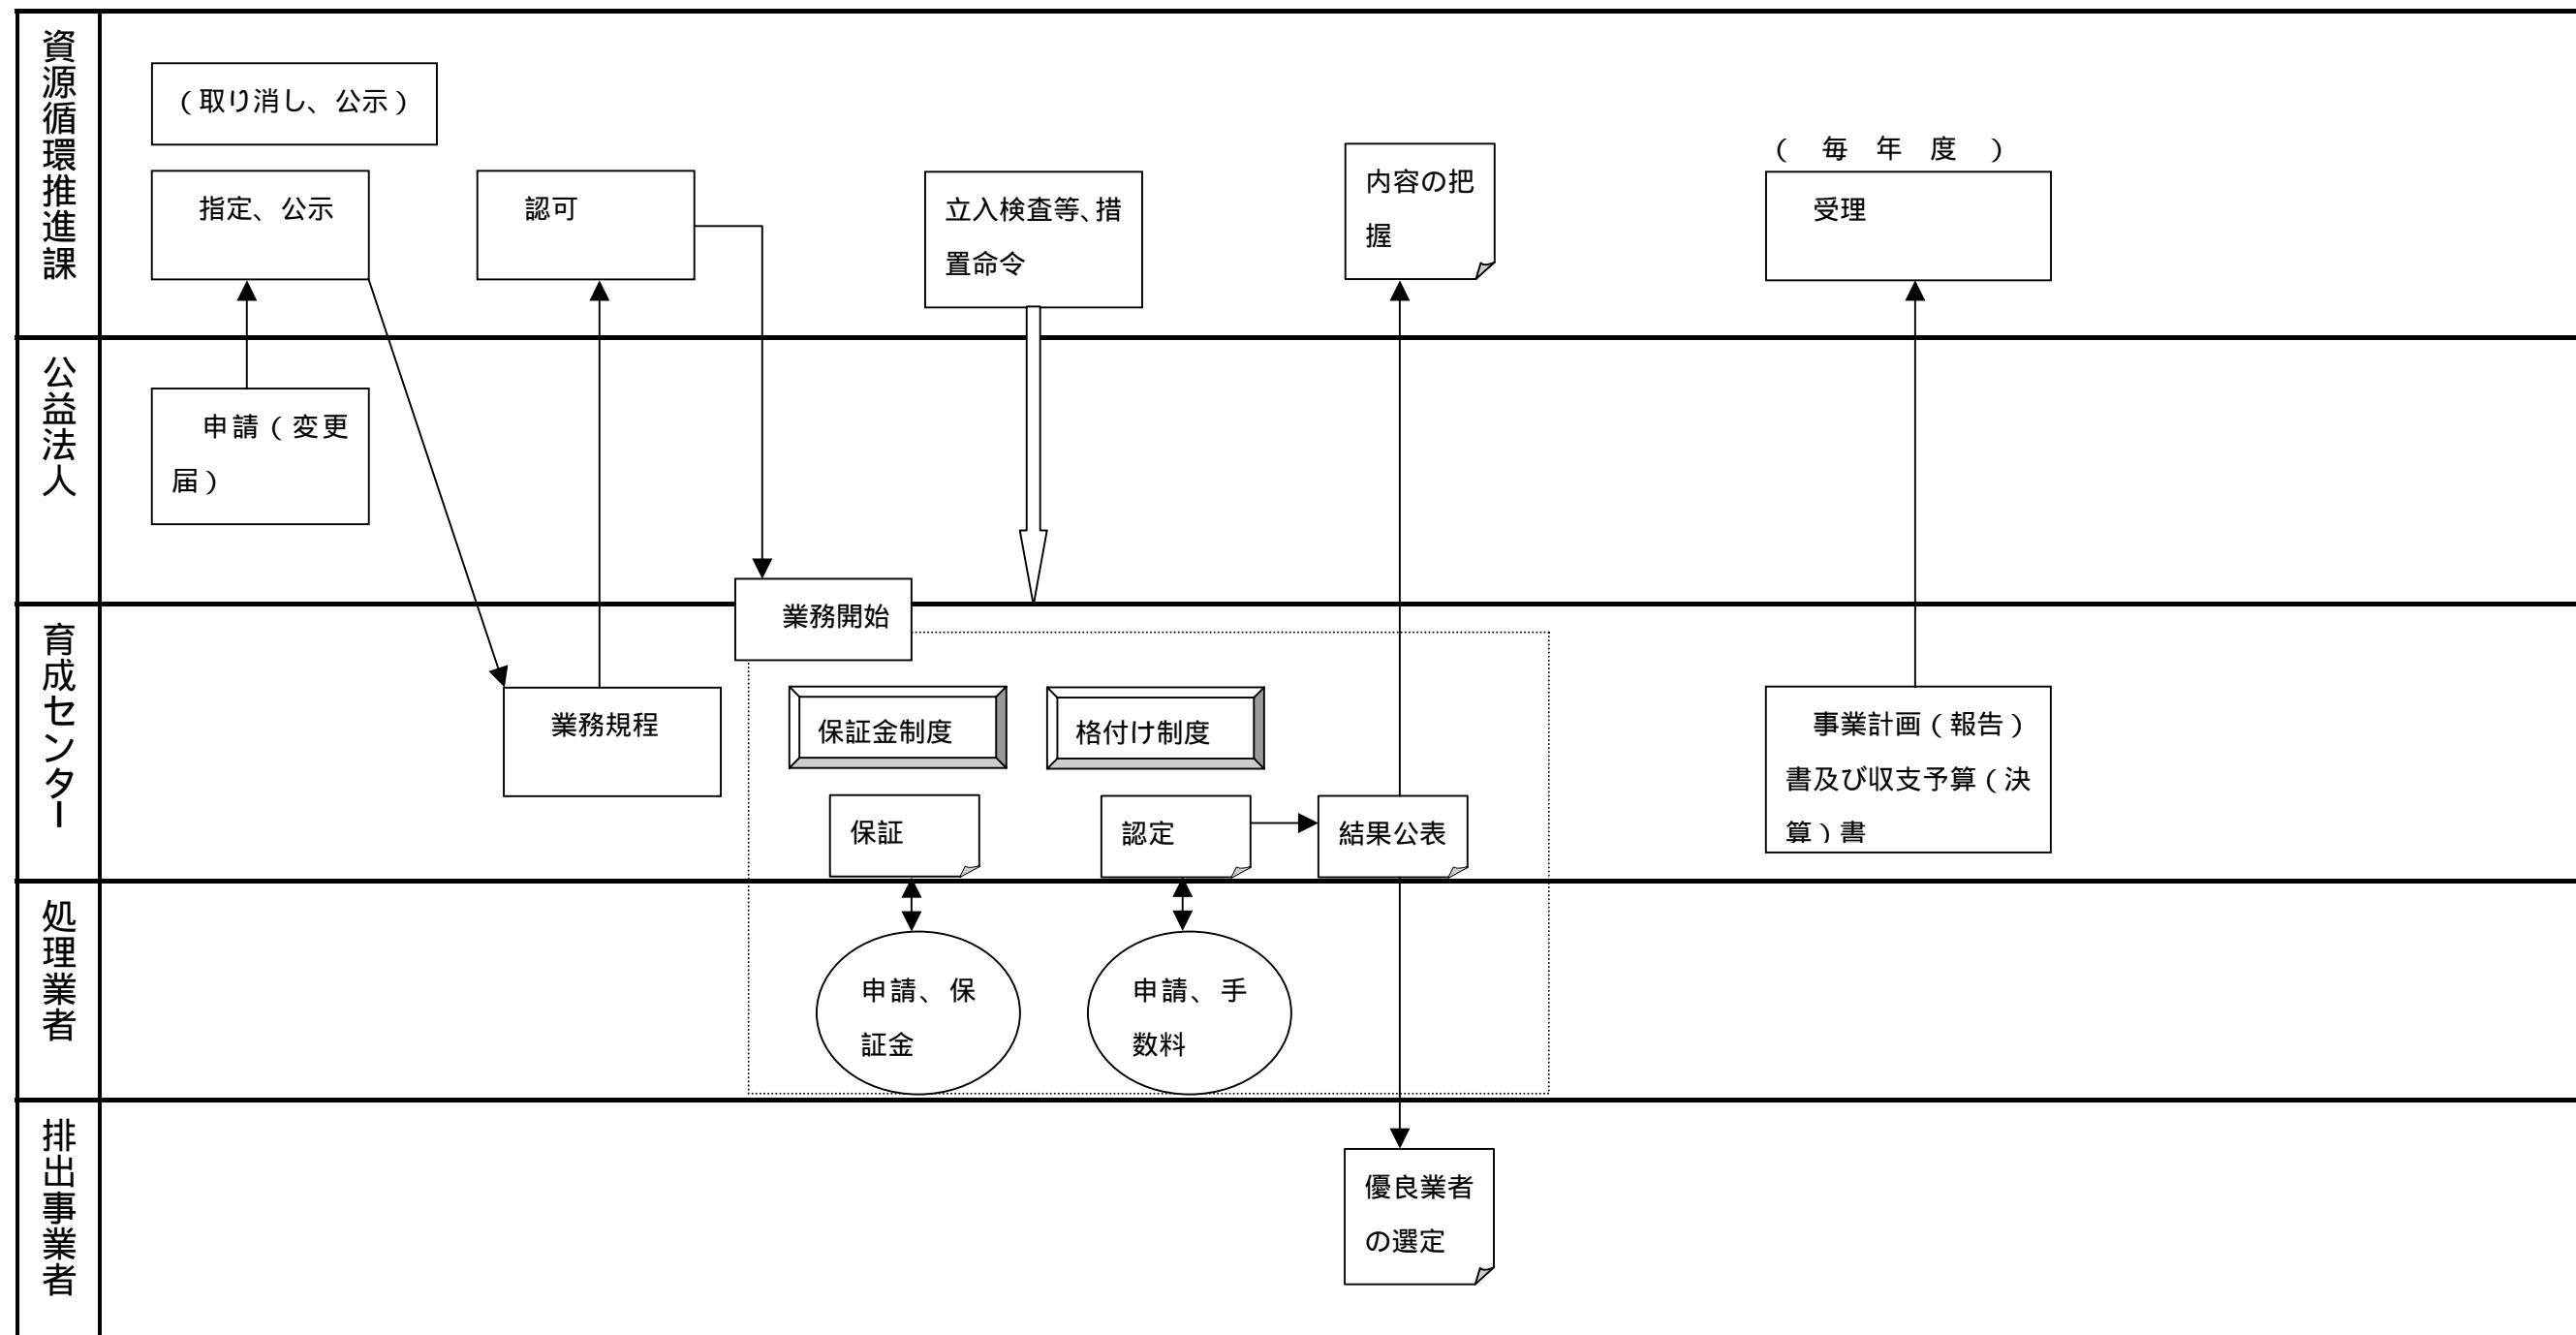 資源循環推進課
（取り消し、公示）
指定、公示
認可
立入検査等、措
置命令
内容の把
握
（ 毎 年 度 ）
受理
公益法人
申請（変更
届）
育成センター
業務開始
業務規程
保証金制度
格付け制度
保証
認定
結果公表
事業計画（報告）
書及び収支予算（決
算）書
処理業者
申請、保
証金
申請、手
数料
排出事業者
優良業者
の選定